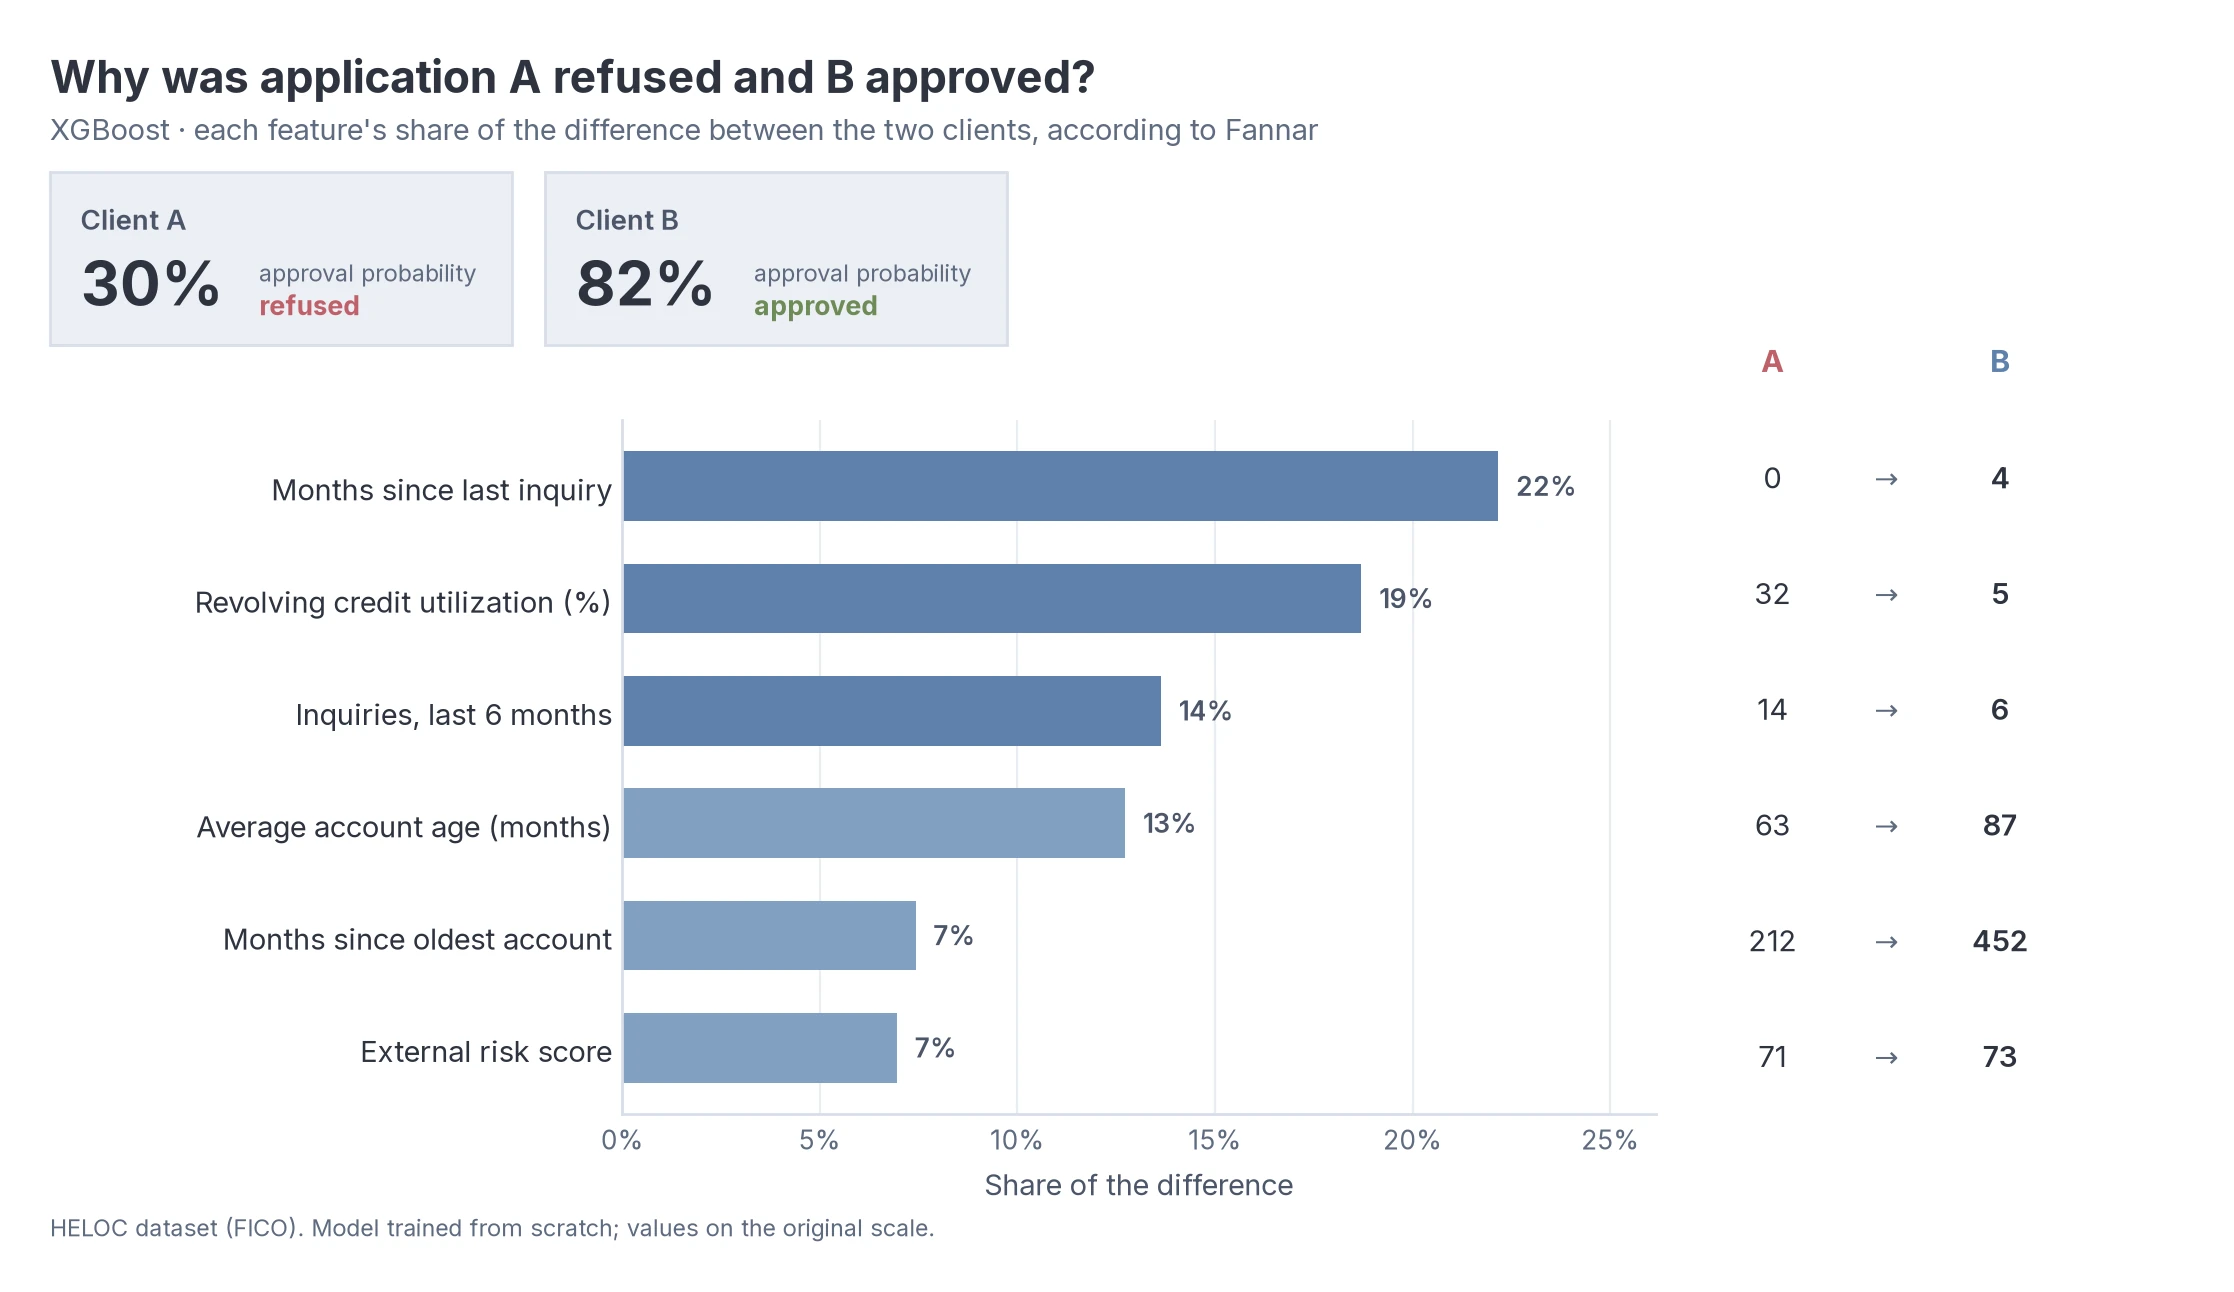 Why was application A refused and B approved?
XGBoost · each feature's share of the difference between the two clients, according to Fannar
Client A
30% approval probability
refused
Client B
82% approval probability
approved
A B
Months since last inquiry 22% 0 → 4
Revolving credit utilization (%) 19% 32 → 5
Inquiries, last 6 months 14% 14 → 6
Average account age (months) 13% 63 → 87
Months since oldest account 7% 212 → 452
External risk score 7% 71 → 73
0% 5% 10% 15% 20% 25%
Share of the difference
HELOC dataset (FICO). Model trained from scratch; values on the original scale.